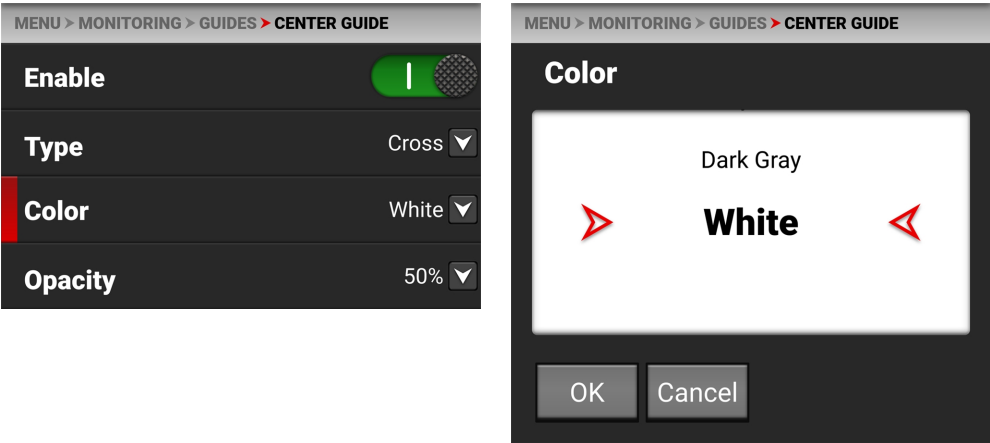 MENU > MONITORING > GUIDES > CENTER GUIDE
Enable
Type Cross
Color White
Opacity 50%
MENU > MONITORING > GUIDES > CENTER GUIDE
Color
Dark Gray
White
OK Cancel